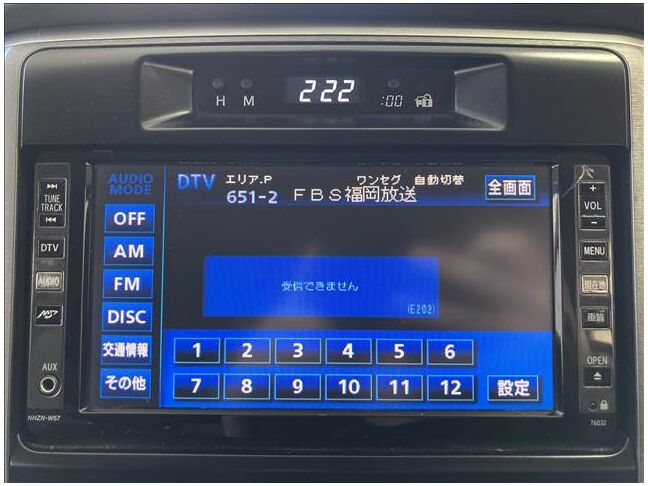 H M 2 22 :00
AUDIO MODE DTV エリア.P ワンセグ 自動切替 全画面
651-2 FBS福岡放送
TUNE TRACK
OFF
DTV
AM
AUDIO
FM
DISC
受信できません
(E202)
交通情報 1 2 3 4 5 6
その他 7 8 9 10 11 12 設定
AUX
NHZN-W57
+
VOL
-
MENU
現在地
画質
OPEN
76032